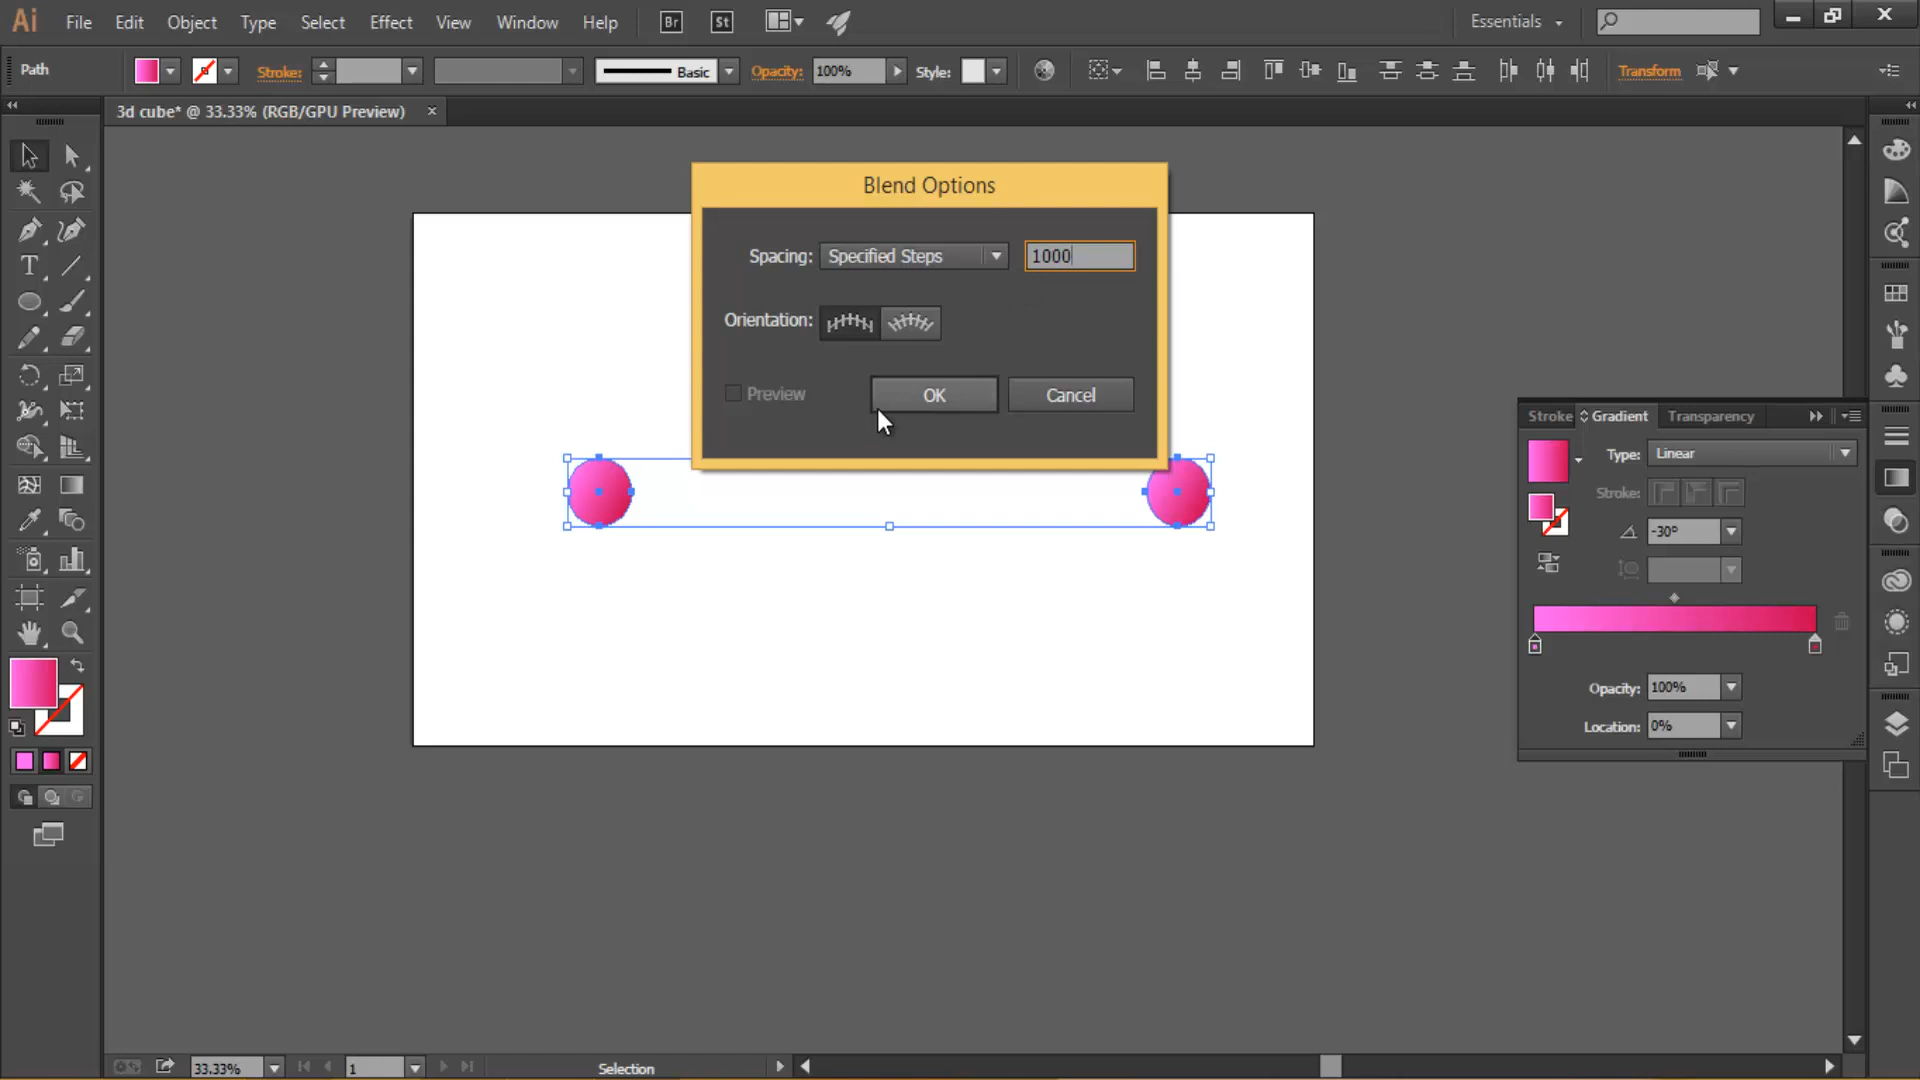 Ai File Edit Object Type Select Effect View Window Help Br St Essentials
Path Stroke: Basic Opacity: 100% Style: Transform
3d cube* @ 33.33% (RGB/GPU Preview)
Blend Options
Spacing: Specified Steps 1000
Orientation:
Preview OK Cancel
Stroke Gradient Transparency
Type: Linear
Stroke:
-30°
Opacity: 100%
Location: 0%
33.33% 1 Selection